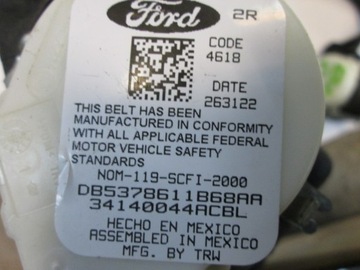 Ford
2R
CODE
4618
DATE
263122
THIS BELT HAS BEEN
MANUFACTURED IN CONFORMITY
WITH ALL APPLICABLE FEDERAL
MOTOR VEHICLE SAFETY
STANDARDS
NOM-119-SCFI-2000
DB5378611B68AA
34140044ACBL
HECHO EN MEXICO
ASSEMBLED IN MEXICO
MFG. BY TRW